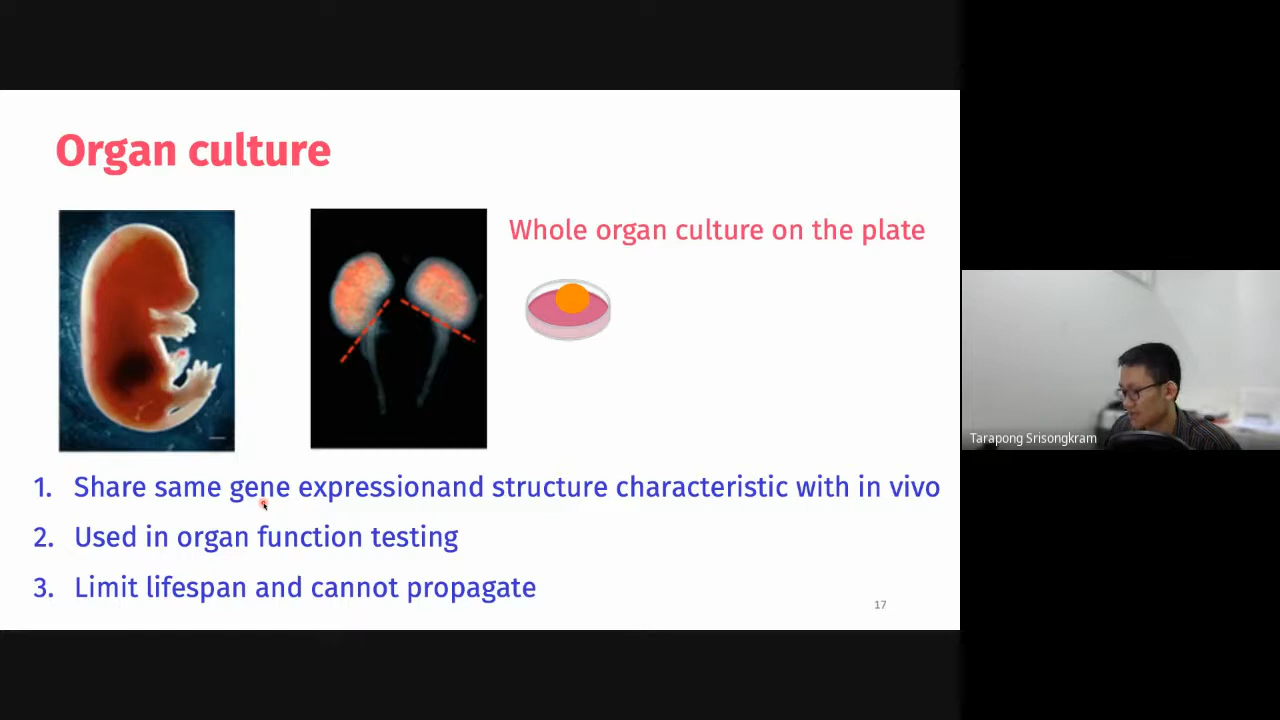 Organ culture
Whole organ culture on the plate
1. Share same gene expressionand structure characteristic with in vivo
2. Used in organ function testing
3. Limit lifespan and cannot propagate
17
Tarapong Srisongkram